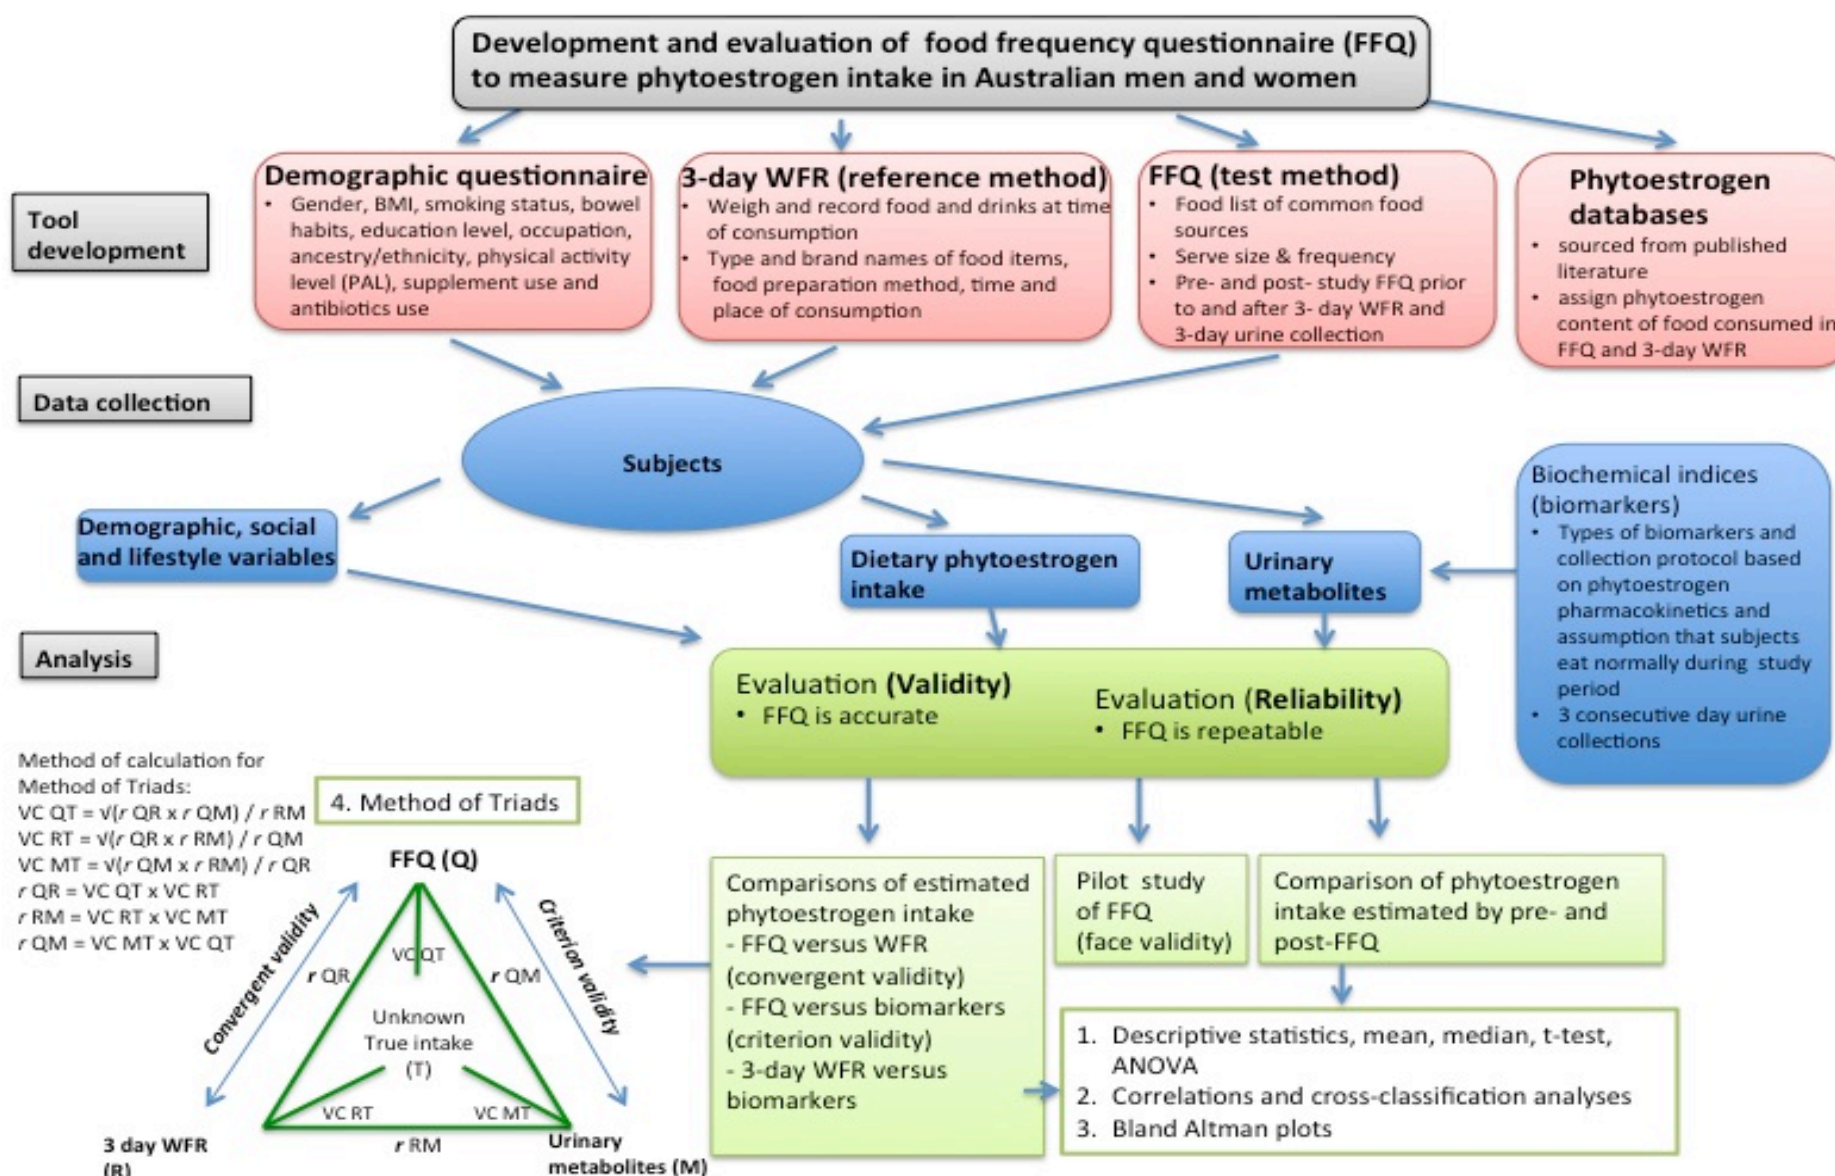 Development and evaluation of  food frequency questionnaire (FFQ)
to measure phytoestrogen intake in Australian men and women
Tool
development
Demographic questionnaire
• Gender, BMI, smoking status, bowel
habits, education level, occupation,
ancestry/ethnicity, physical activity
level (PAL), supplement use and
antibiotics use
3-day WFR (reference method)
• Weigh and record food and drinks at time
of consumption
• Type and brand names of food items,
food preparation method, time and
place of consumption
FFQ (test method)
• Food list of common food
sources
• Serve size & frequency
• Pre- and post- study FFQ prior
to and after 3- day WFR and
3-day urine collection
Phytoestrogen
databases
• sourced from published
literature
• assign phytoestrogen
content of food consumed in
FFQ and 3-day WFR
Data collection
Subjects
Demographic, social
and lifestyle variables
Dietary phytoestrogen
intake
Urinary
metabolites
Biochemical indices
(biomarkers)
• Types of biomarkers and
collection protocol based
on phytoestrogen
pharmacokinetics and
assumption that subjects
eat normally during study
period
• 3 consecutive day urine
collections
Analysis
Evaluation (Validity)
• FFQ is accurate
Evaluation (Reliability)
• FFQ is repeatable
Method of calculation for
Method of Triads:
VC QT = √(r QR x r QM) / r RM
VC RT = √(r QR x r RM) / r QM
VC MT = √(r QM x r RM) / r QR
r QR = VC QT x VC RT
r RM = VC RT x VC MT
r QM = VC MT x VC QT
4. Method of Triads
FFQ (Q)
Convergent validity
r QR
VC QT
r QM
Criterion validity
Unknown
True intake
(T)
VC RT
VC MT
r RM
3 day WFR
(R)
Urinary
metabolites (M)
Comparisons of estimated
phytoestrogen intake
- FFQ versus WFR
(convergent validity)
- FFQ versus biomarkers
(criterion validity)
- 3-day WFR versus
biomarkers
Pilot study
of FFQ
(face validity)
Comparison of phytoestrogen
intake estimated by pre- and
post-FFQ
1. Descriptive statistics, mean, median, t-test,
ANOVA
2. Correlations and cross-classification analyses
3. Bland Altman plots